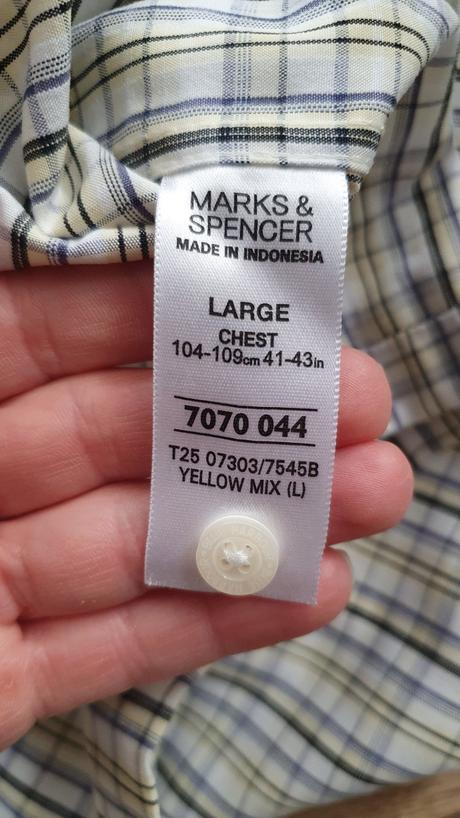 MARKS &
SPENCER
MADE IN INDONESIA
LARGE
CHEST
104-109cm 41-43in
7070 044
T25 07303/7545B
YELLOW MIX (L)